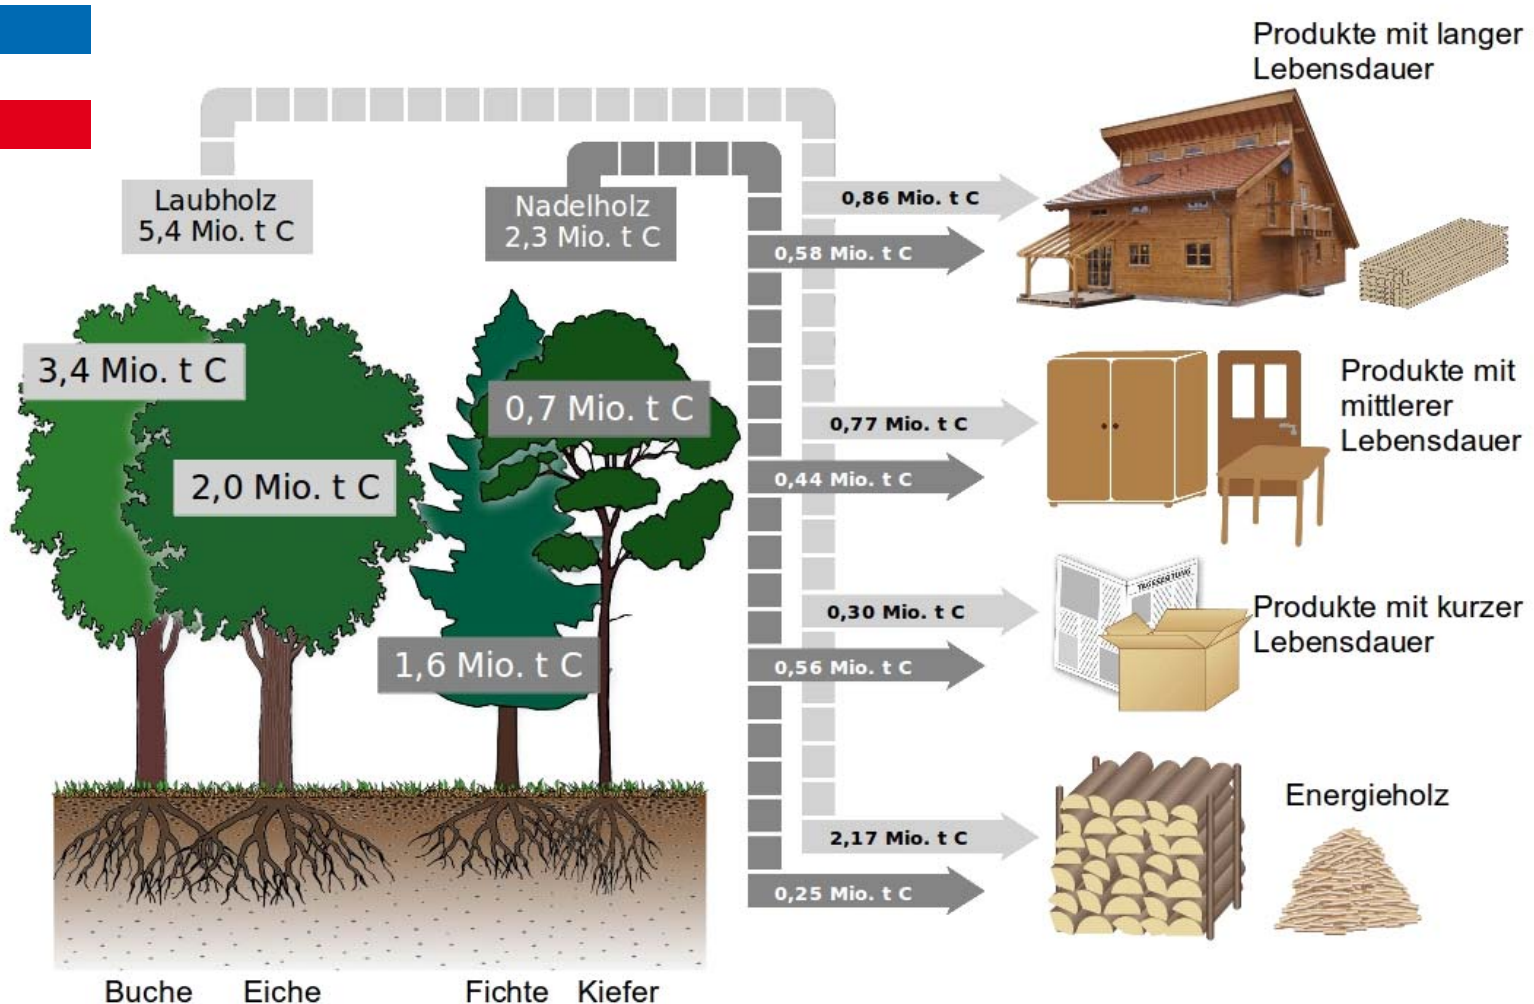 Produkte mit langer
Lebensdauer
Laubholz
5,4 Mio. t C
Nadelholz
2,3 Mio. t C
0,86 Mio. t C
0,58 Mio. t C
3,4 Mio. t C
2,0 Mio. t C
0,7 Mio. t C
1,6 Mio. t C
0,77 Mio. t C
0,44 Mio. t C
Produkte mit
mittlerer
Lebensdauer
0,30 Mio. t C
0,56 Mio. t C
TAGESZEITUNG
Produkte mit kurzer
Lebensdauer
2,17 Mio. t C
0,25 Mio. t C
Energieholz
Buche Eiche Fichte Kiefer